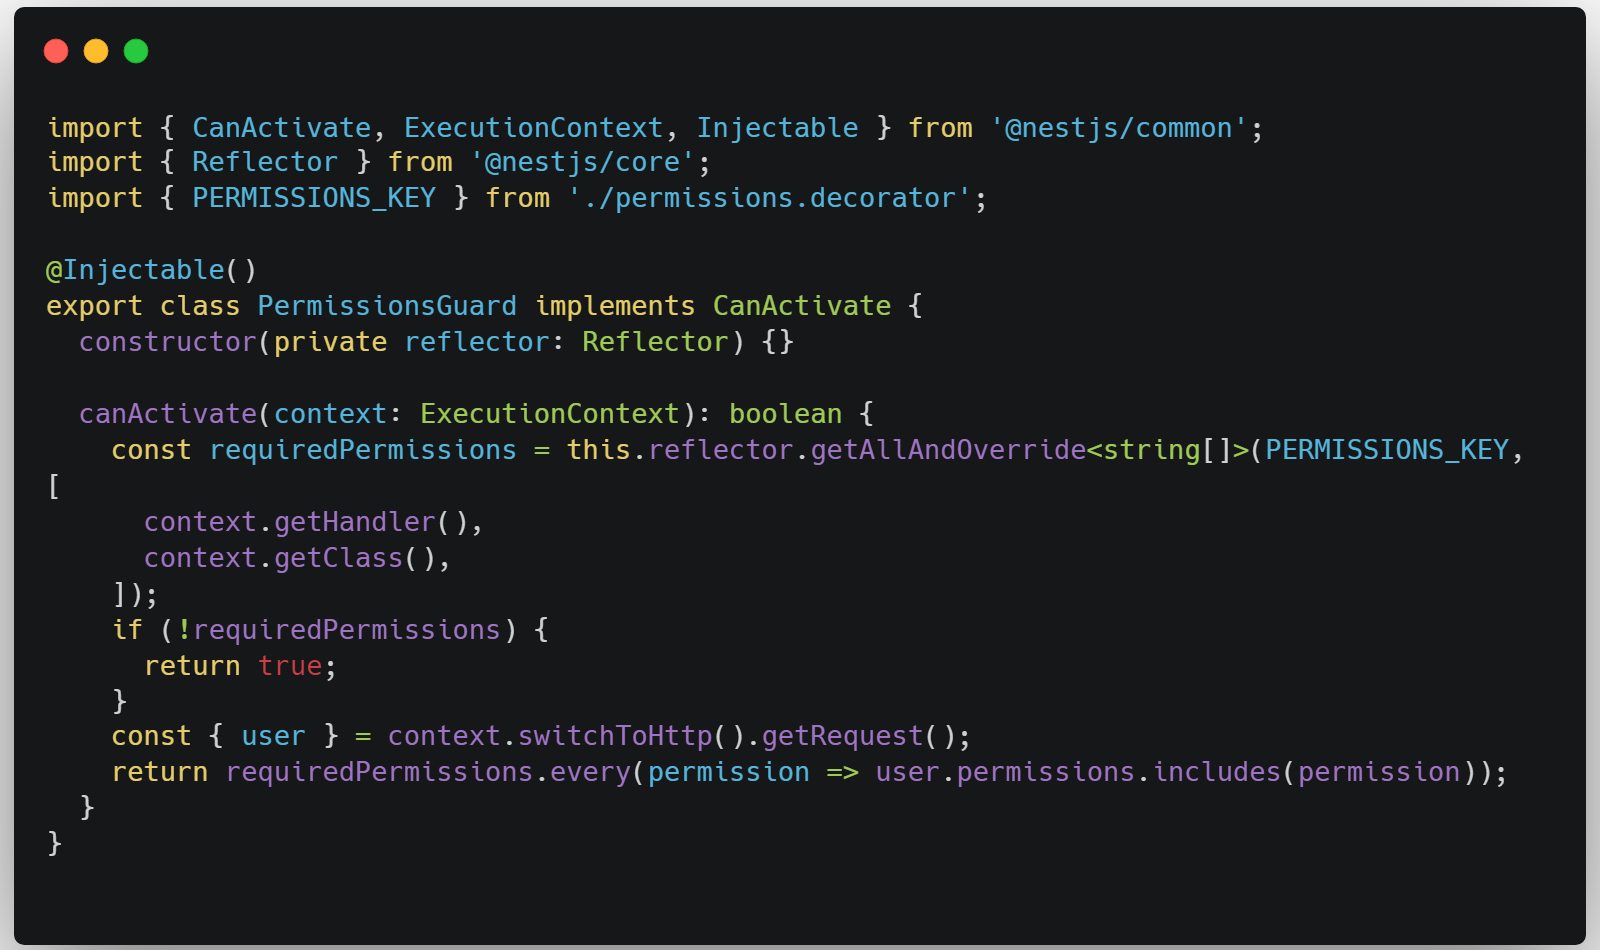 import { CanActivate, ExecutionContext, Injectable } from '@nestjs/common';
import { Reflector } from '@nestjs/core';
import { PERMISSIONS_KEY } from './permissions.decorator';

@Injectable()
export class PermissionsGuard implements CanActivate {
  constructor(private reflector: Reflector) {}

  canActivate(context: ExecutionContext): boolean {
    const requiredPermissions = this.reflector.getAllAndOverride<string[]>(PERMISSIONS_KEY,
[
      context.getHandler(),
      context.getClass(),
    ]);
    if (!requiredPermissions) {
      return true;
    }
    const { user } = context.switchToHttp().getRequest();
    return requiredPermissions.every(permission => user.permissions.includes(permission));
  }
}